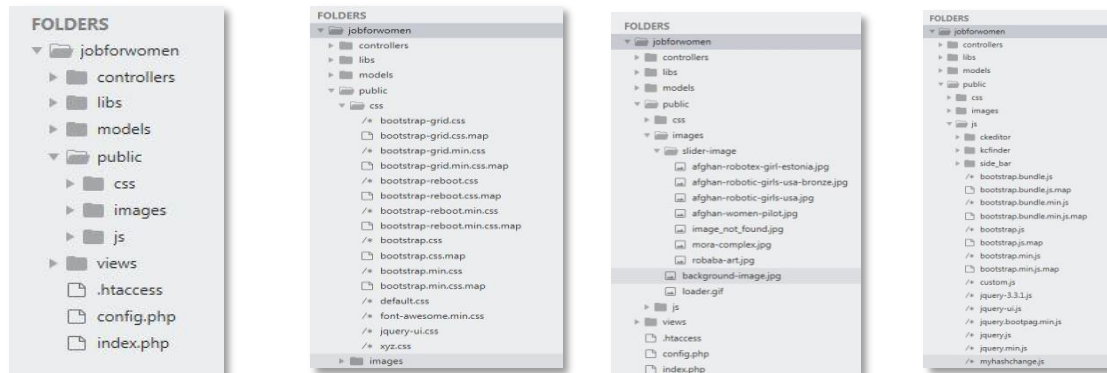 FOLDERS
jobforwomen
controllers
libs
models
public
css
images
js
views
.htaccess
config.php
index.php
FOLDERS
jobforwomen
controllers
libs
models
public
css
/* bootstrap-grid.css
bootstrap-grid.css.map
/* bootstrap-grid.min.css
bootstrap-grid.min.css.map
/* bootstrap-reboot.css
bootstrap-reboot.css.map
/* bootstrap-reboot.min.css
bootstrap-reboot.min.css.map
/* bootstrap.css
bootstrap.css.map
/* bootstrap.min.css
bootstrap.min.css.map
/* default.css
/* font-awesome.min.css
/* jquery-ui.css
/* xyz.css
images
FOLDERS
jobforwomen
controllers
libs
models
public
css
images
slider-image
afghan-robotex-girl-estonia.jpg
afghan-robotic-girls-usa-bronze.jpg
afghan-robotic-girls-usa.jpg
afghan-women-pilot.jpg
image_not_found.jpg
mora-complex.jpg
robaba-art.jpg
background-image.jpg
loader.gif
js
views
.htaccess
config.php
index.php
FOLDERS
jobforwomen
controllers
libs
models
public
css
images
js
ckeditor
kcfinder
side_bar
/* bootstrap.bundle.js
bootstrap.bundle.js.map
/* bootstrap.bundle.min.js
bootstrap.bundle.min.js.map
/* bootstrap.js
bootstrap.js.map
/* bootstrap.min.js
bootstrap.min.js.map
/* custom.js
/* jquery-3.3.1.js
/* jquery-ui.js
/* jquery.bootpag.min.js
/* jquery.js
/* jquery.min.js
/* myhashchange.js